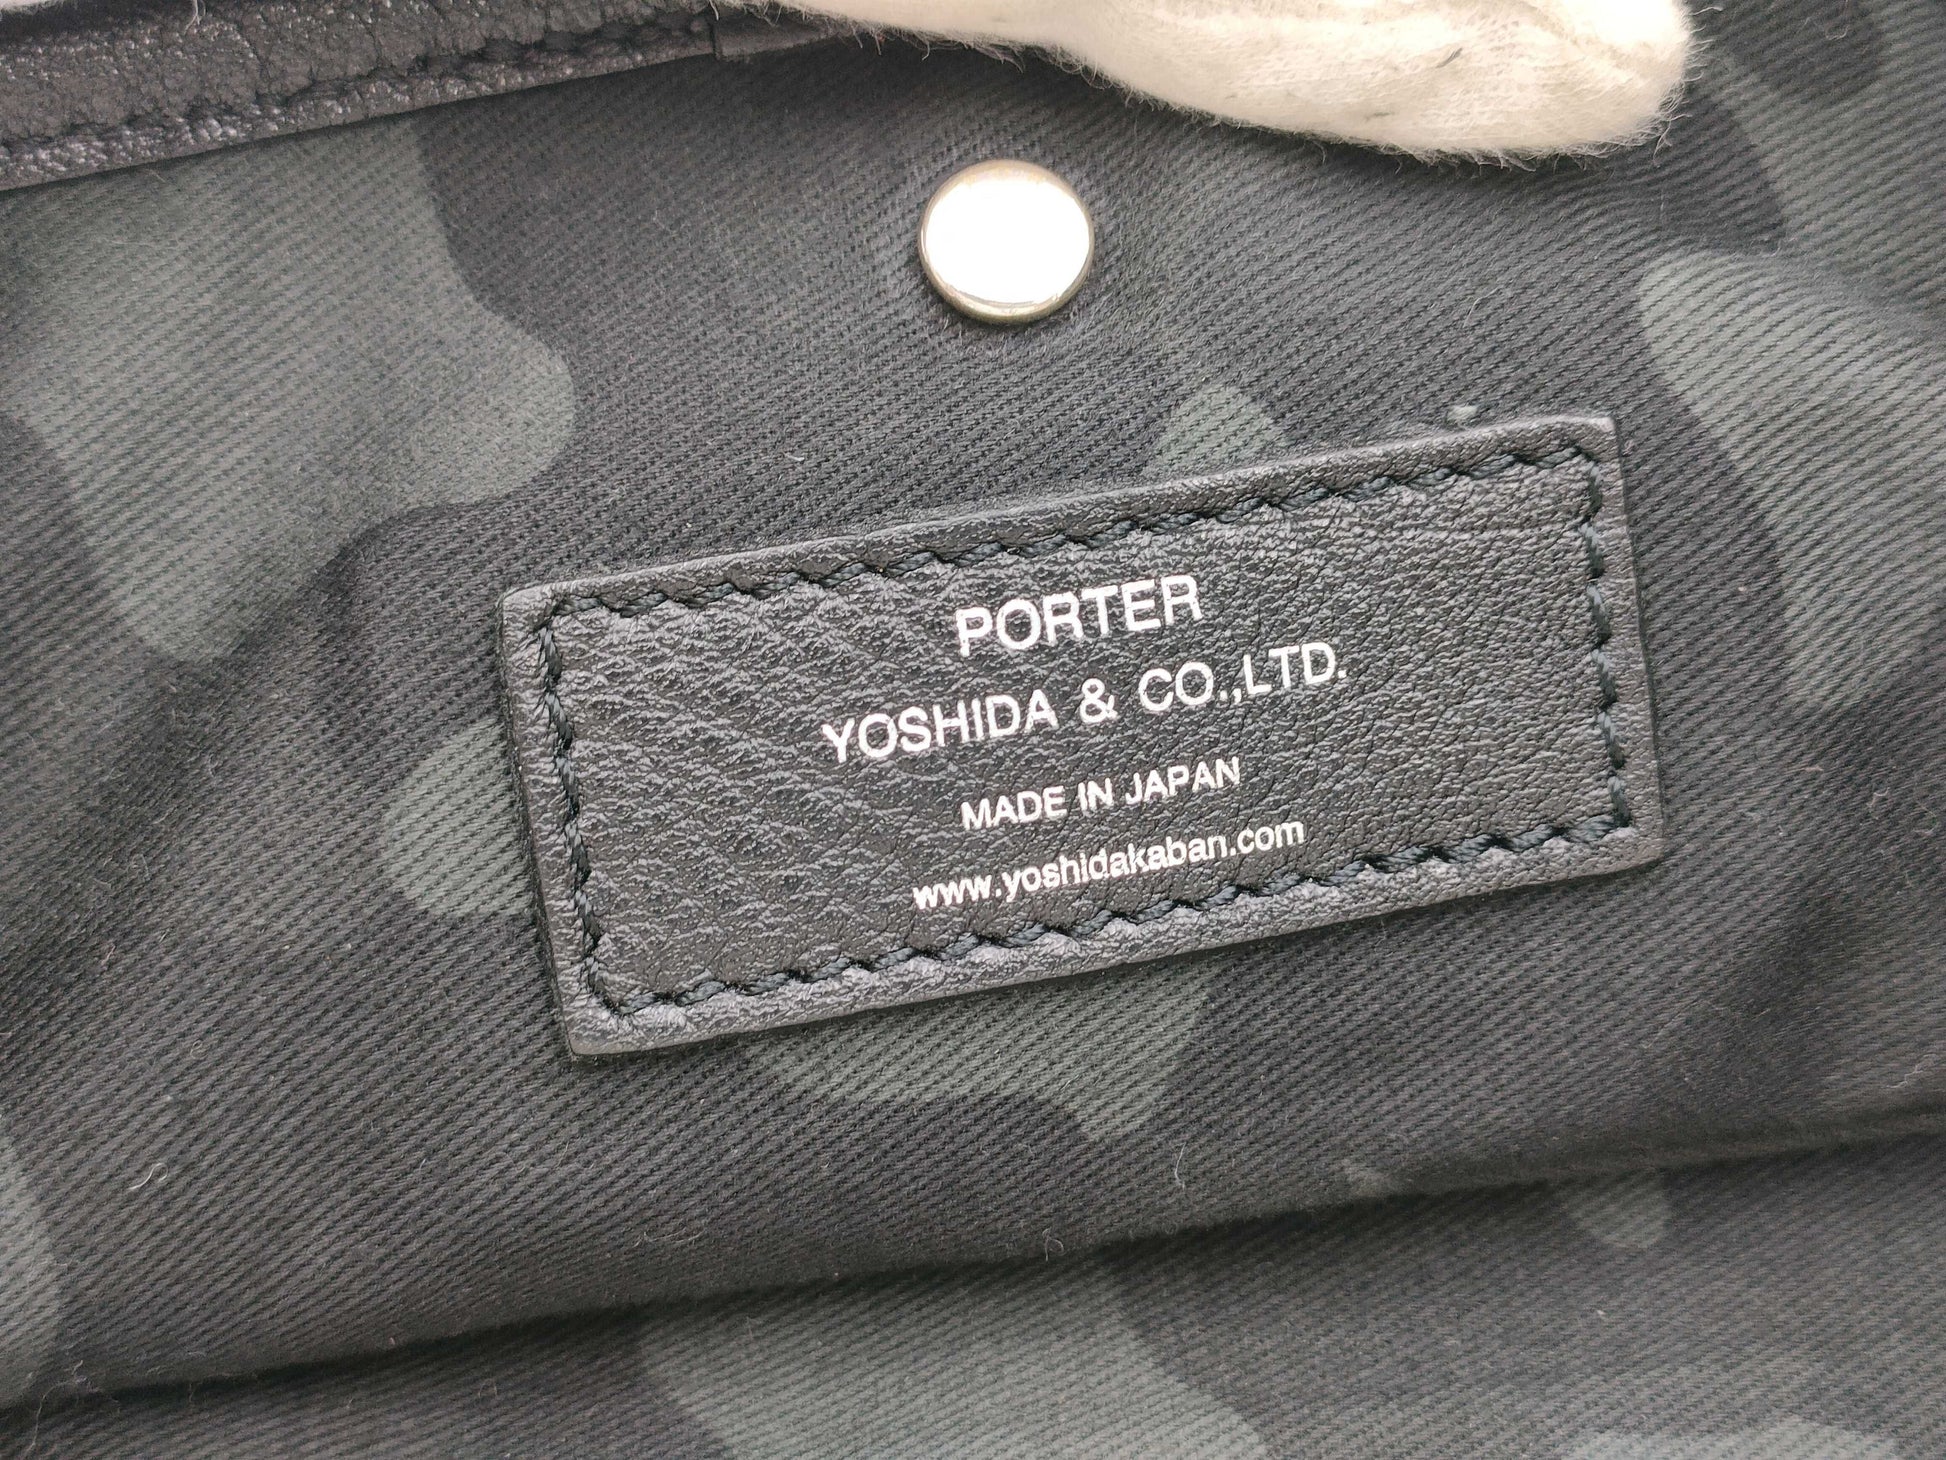 PORTER
YOSHIDA & CO.,LTD.
MADE IN JAPAN
www.yoshidakaban.com